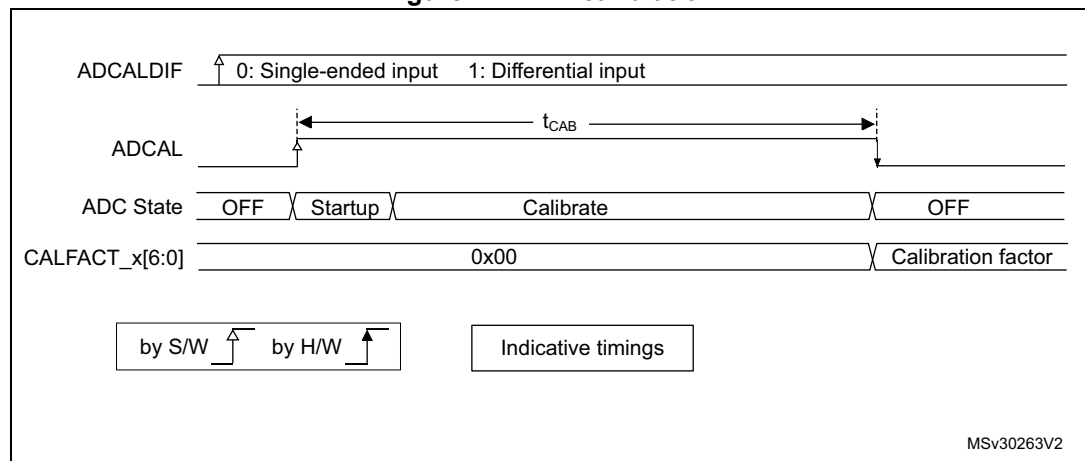 ADCALDIF 0: Single-ended input 1: Differential input
t_CAB
ADCAL
ADC State OFF Startup Calibrate OFF
CALFACT_x[6:0] 0x00 Calibration factor
by S/W by H/W Indicative timings
MSv30263V2